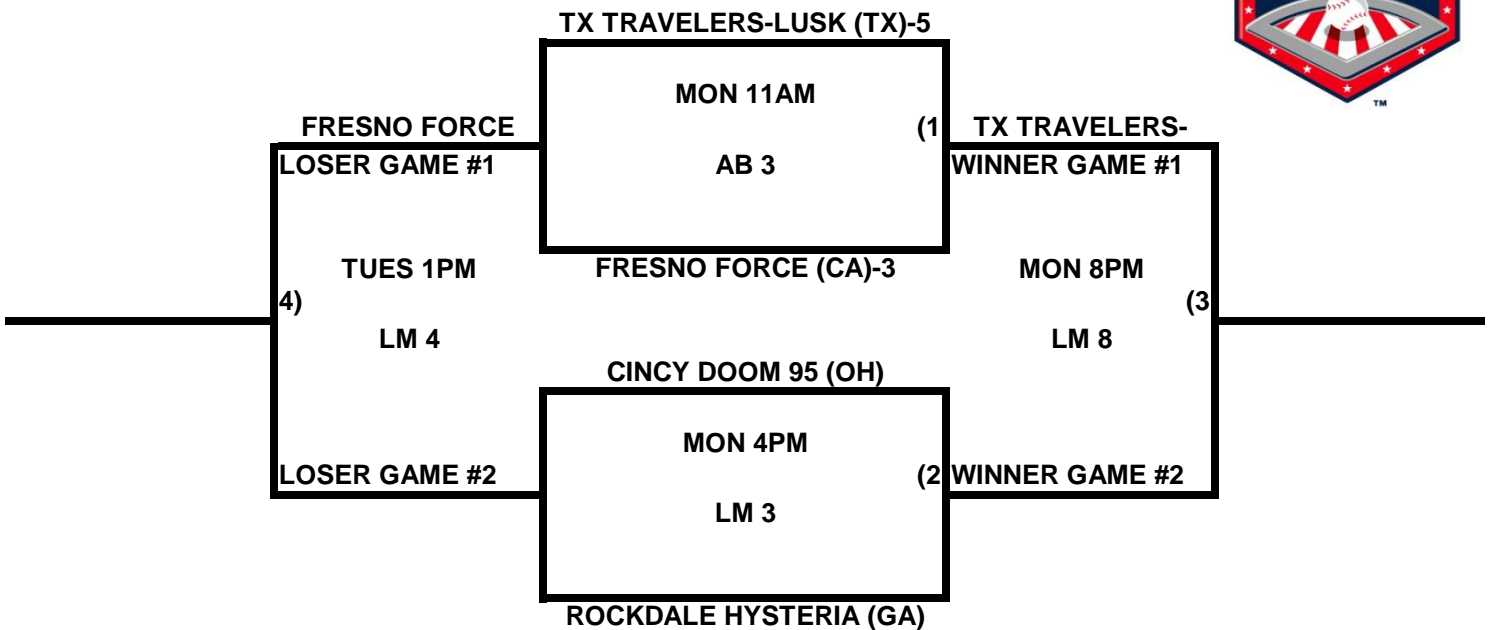 TX TRAVELERS-LUSK (TX)-5
MON 11AM
FRESNO FORCE
(1
TX TRAVELERS-
LOSER GAME #1
AB 3
WINNER GAME #1
TUES 1PM
FRESNO FORCE (CA)-3
MON 8PM
4)
(3
LM 4
LM 8
CINCY DOOM 95 (OH)
MON 4PM
LOSER GAME #2
(2
WINNER GAME #2
LM 3
ROCKDALE HYSTERIA (GA)
TM